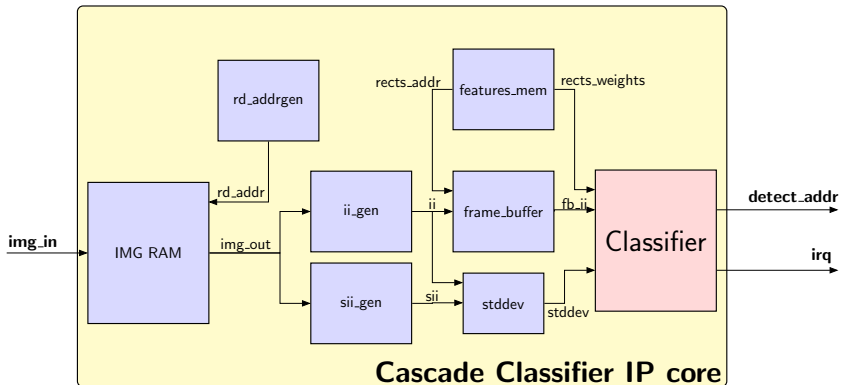 rects_addr
features_mem
rects_weights
rd_addrgen
rd_addr
ii_gen
ii
frame_buffer
fb_ii
detect_addr
img_in
IMG RAM
img_out
Classifier
irq
sii_gen
sii
stddev
stddev
Cascade Classifier IP core